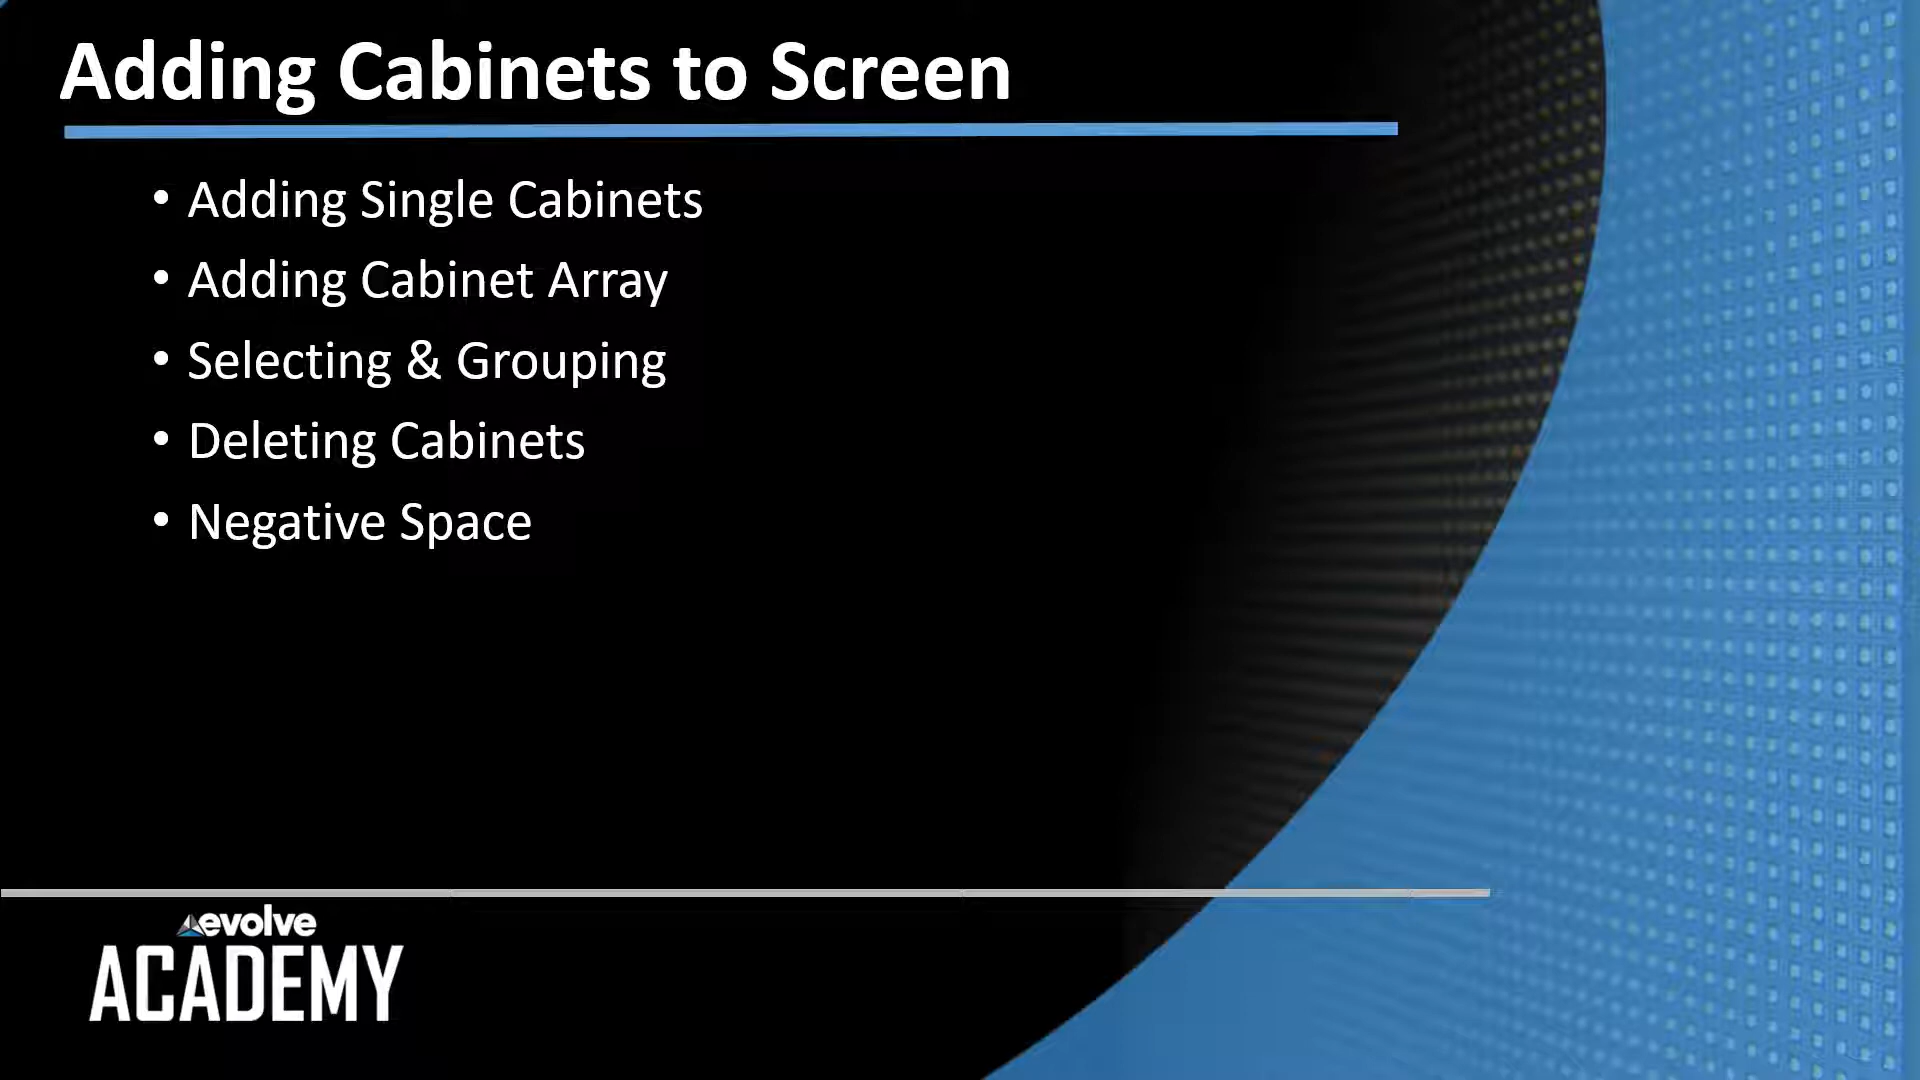 Adding Cabinets to Screen
• Adding Single Cabinets
• Adding Cabinet Array
• Selecting & Grouping
• Deleting Cabinets
• Negative Space
evolve
ACADEMY